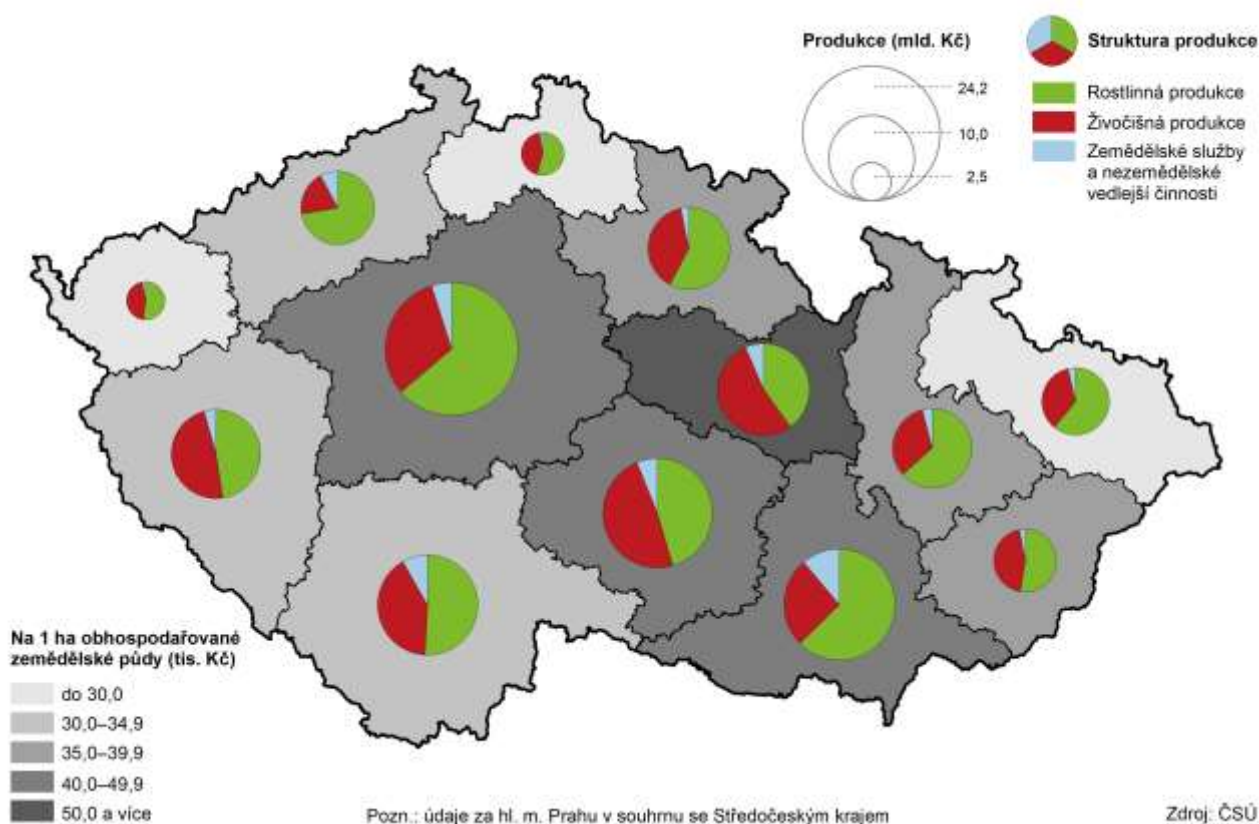 Produkce (mld. Kč)
24,2
10,0
2,5
Struktura produkce
Rostlinná produkce
Živočišná produkce
Zemědělské služby
a nezemědělské
vedlejší činnosti
Na 1 ha obhospodařované
zemědělské půdy (tis. Kč)
do 30,0
30,0–34,9
35,0–39,9
40,0–49,9
50,0 a více
Pozn.: údaje za hl. m. Prahu v souhrnu se Středočeským krajem
Zdroj: ČSÚ